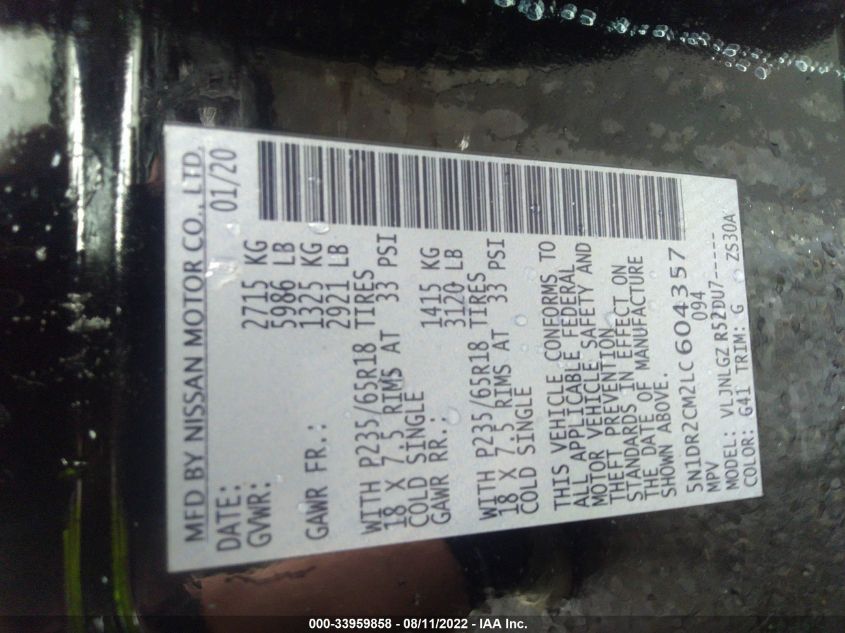 MFD BY NISSAN MOTOR CO., LTD.
DATE: 01/20
GVWR: 2715 KG
5986 LB
GAWR FR.: 1325 KG
2921 LB
WITH P235/65R18 TIRES
18 X 7.5 RIMS AT 33 PSI
COLD SINGLE
GAWR RR.: 1415 KG
3120 LB
WITH P235/65R18 TIRES
18 X 7.5 RIMS AT 33 PSI
COLD SINGLE
THIS VEHICLE CONFORMS TO
ALL APPLICABLE FEDERAL
MOTOR VEHICLE SAFETY AND
THEFT PREVENTION
STANDARDS IN EFFECT ON
THE DATE OF MANUFACTURE
SHOWN ABOVE.
5N1DR2CM2LC604357
MPV 094
MODEL: VLJNLGZ R52DU7-----
COLOR: G41 TRIM: G ZS30A
000-33959858 - 08/11/2022 - IAA Inc.